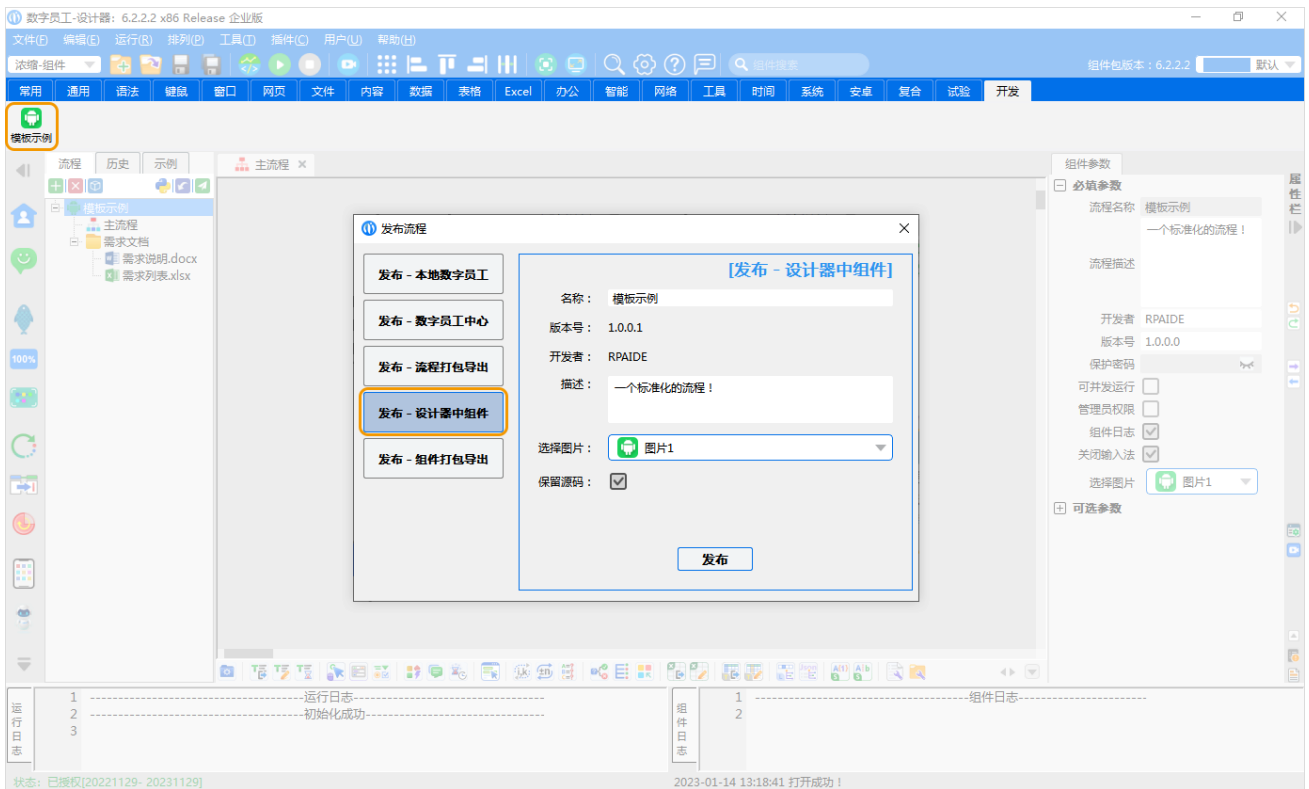 数字员工-设计器: 6.2.2.2 x86 Release 企业版
文件(F) 编辑(E) 运行(R) 排列(P) 工具(T) 插件(C) 用户(U) 帮助(H)
浓缩-组件 组件搜索 组件包版本：6.2.2.2 默认
常用 通用 语法 键鼠 窗口 网页 文件 内容 数据 表格 Excel 办公 智能 网络 工具 时间 系统 安卓 复合 试验 开发
模板示例
流程 历史 示例 主流程 组件参数
属性栏
模板示例
主流程
需求文档
需求说明.docx
需求列表.xlsx
100%
发布流程
发布 - 本地数字员工
发布 - 数字员工中心
发布 - 流程打包导出
发布 - 设计器中组件
发布 - 组件打包导出
[发布 - 设计器中组件]
名称： 模板示例
版本号： 1.0.0.1
开发者： RPAIDE
描述： 一个标准化的流程！
选择图片： 图片1
保留源码：
发布
必填参数
流程名称 模板示例
流程描述 一个标准化的流程！
开发者 RPAIDE
版本号 1.0.0.0
保护密码
可并发运行
管理员权限
组件日志
关闭输入法
选择图片 图片1
可选参数
运行日志
1 ----------------------------------------运行日志----------------------------------------
2 ----------------------------------------初始化成功----------------------------------------
3
组件日志
1 ----------------------------------------组件日志----------------------------------------
2
状态：已授权[20221129- 20231129] 2023-01-14 13:18:41 打开成功！